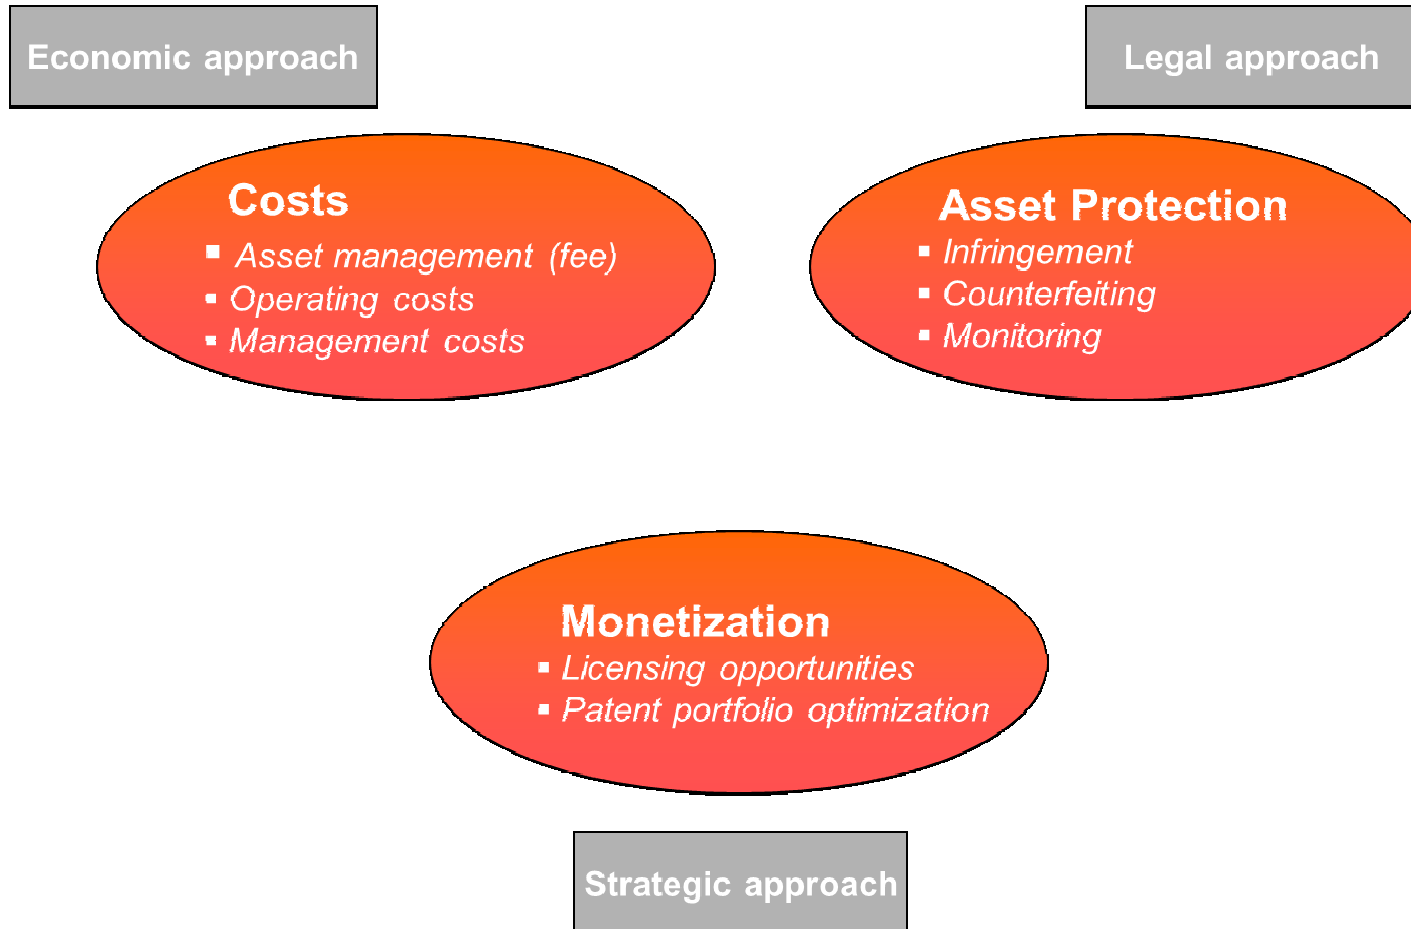 Economic approach
Legal approach
Costs
▪ Asset management (fee)
▪ Operating costs
▪ Management costs
Asset Protection
▪ Infringement
▪ Counterfeiting
▪ Monitoring
Monetization
▪ Licensing opportunities
▪ Patent portfolio optimization
Strategic approach